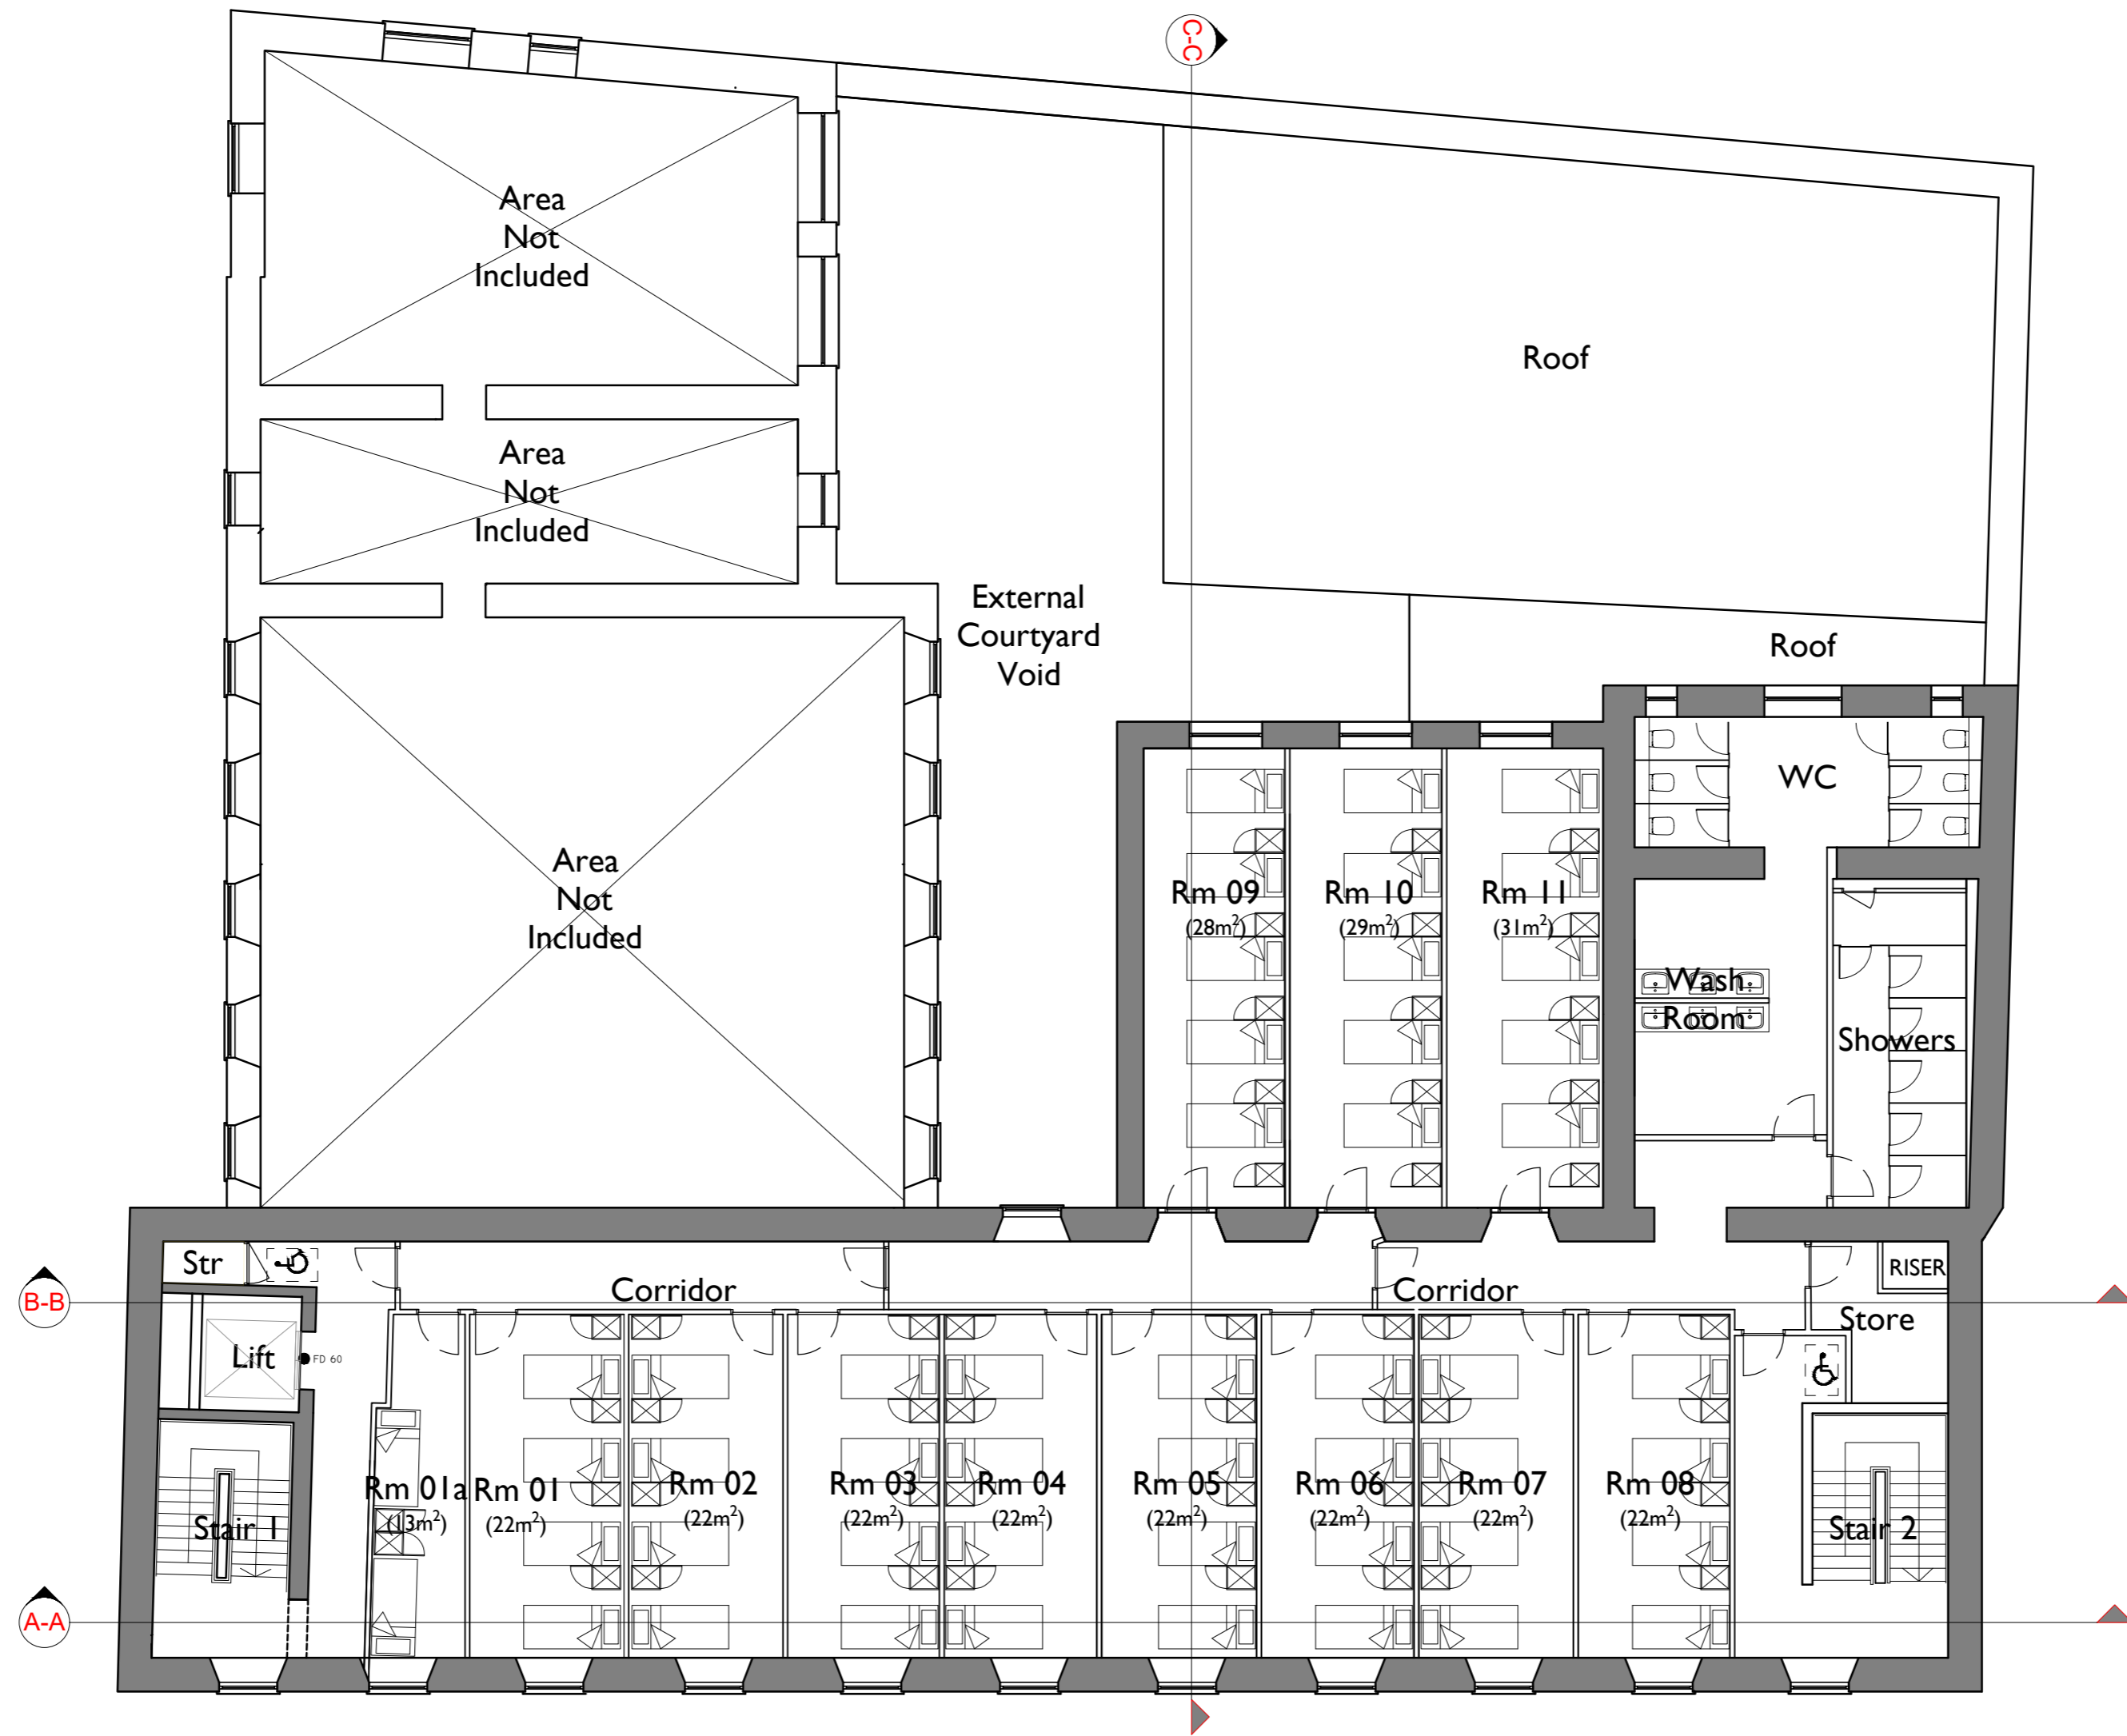 C-C
Area
Not
Included
Roof
Area
Not
Included
External
Courtyard
Void
Roof
WC
Area
Not
Included
Rm 09
(28m²)
Rm 10
(29m²)
Rm 11
(31m²)
Wash
Room
Showers
Str
Corridor
Corridor
RISER
B-B
Store
Lift
FD 60
Rm 01a
(13m²)
Rm 01
(22m²)
Rm 02
(22m²)
Rm 03
(22m²)
Rm 04
(22m²)
Rm 05
(22m²)
Rm 06
(22m²)
Rm 07
(22m²)
Rm 08
(22m²)
Stair 1
Stair 2
A-A